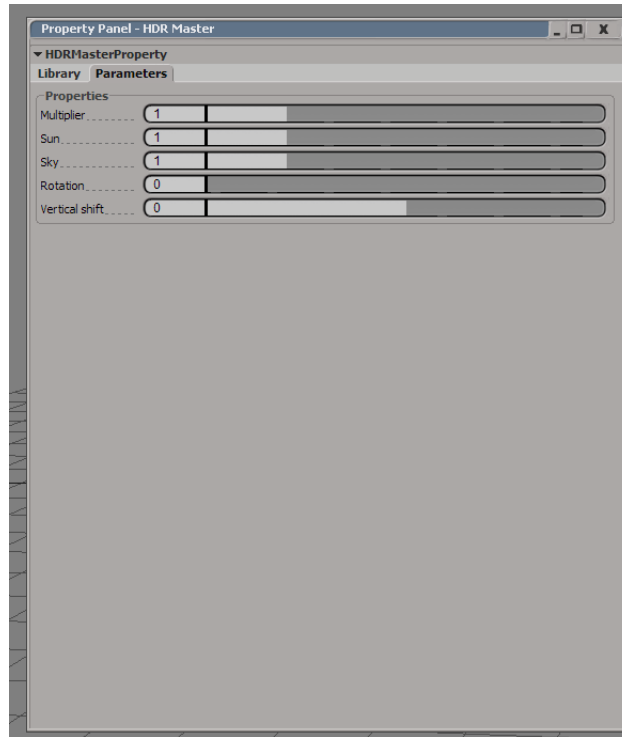 Property Panel - HDR Master
HDRMasterProperty
Library Parameters
Properties
Multiplier 1
Sun 1
Sky 1
Rotation 0
Vertical shift 0